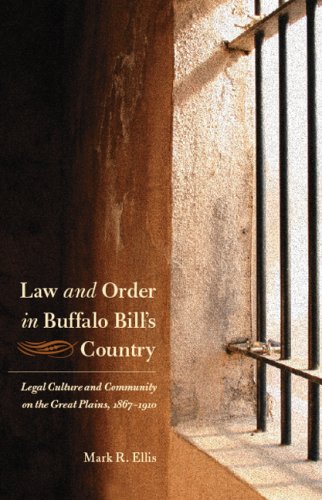 Law and Order
in Buffalo Bill's
Country
Legal Culture and Community
on the Great Plains, 1867–1910
Mark R. Ellis